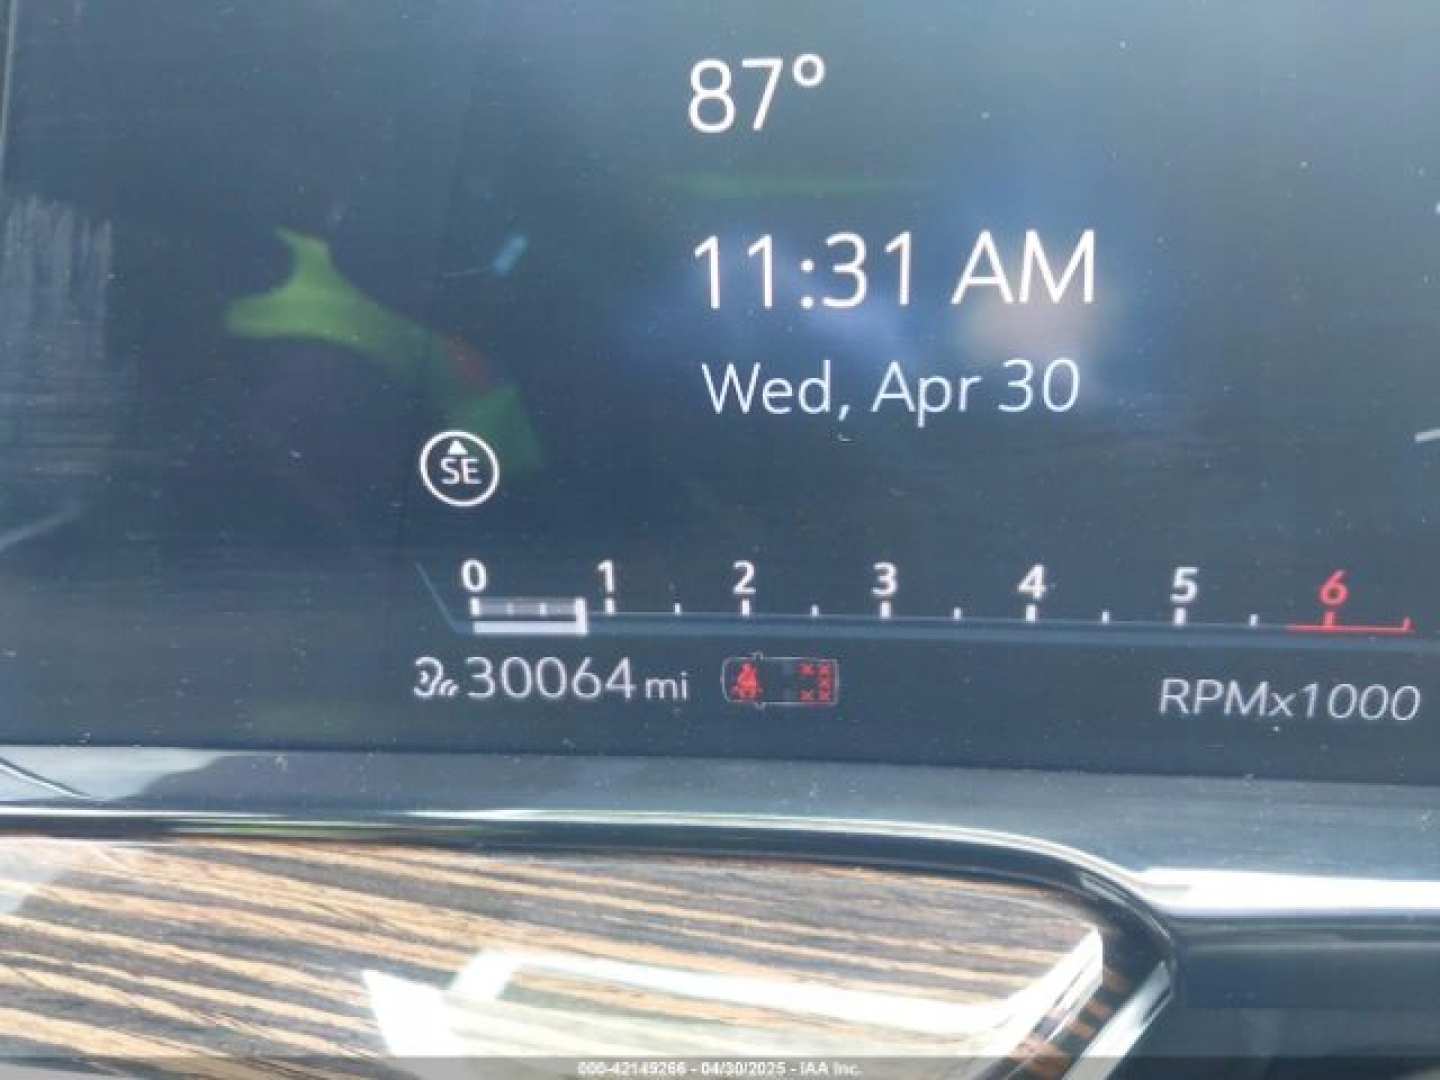 87°
11:31 AM
Wed, Apr 30
SE
0 1 2 3 4 5 6
30064 mi
RPMx1000
000-42149266 - 04/30/2025 - IAA Inc.